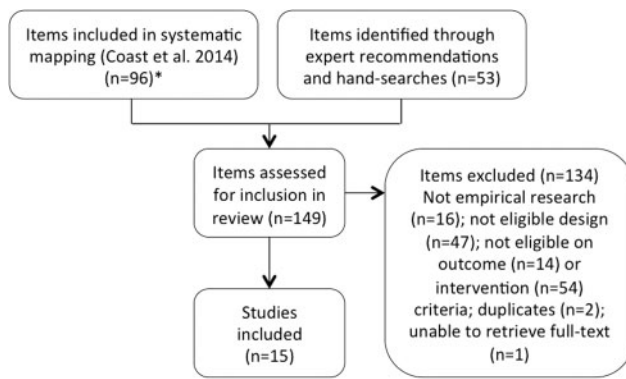 Items included in systematic
mapping (Coast et al. 2014)
(n=96)*
Items identified through
expert recommendations
and hand-searches (n=53)
Items assessed
for inclusion in
review (n=149)
Items excluded (n=134)
Not empirical research
(n=16); not eligible design
(n=47); not eligible on
outcome (n=14) or
intervention (n=54)
criteria; duplicates (n=2);
unable to retrieve full-text
(n=1)
Studies
included
(n=15)